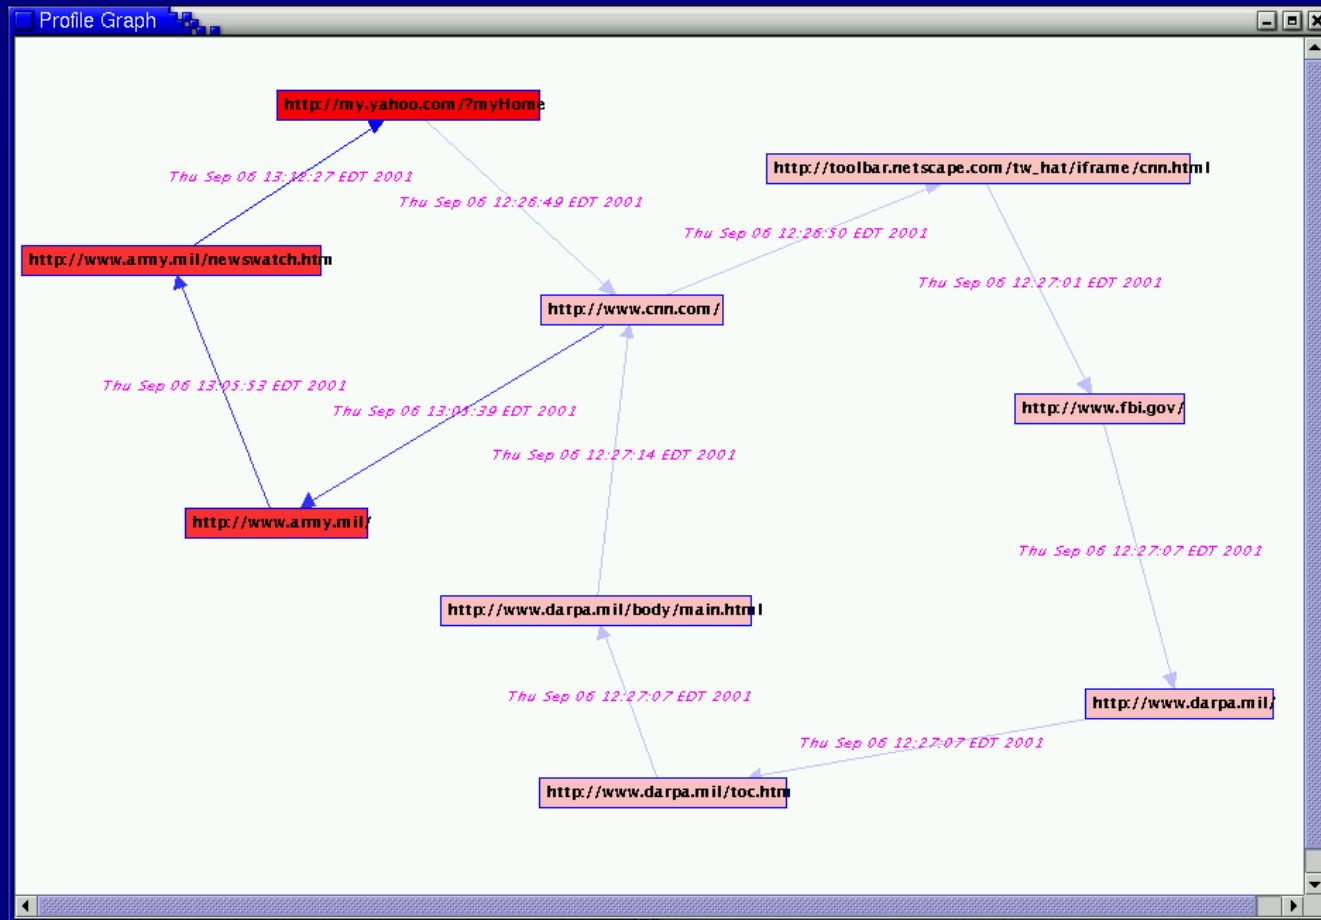 Profile Graph
http://my.yahoo.com/?myHome
http://toolbar.netscape.com/tw_hat/iframe/cnn.html
Thu Sep 06 13:12:27 EDT 2001
Thu Sep 06 12:26:49 EDT 2001
Thu Sep 06 12:26:50 EDT 2001
http://www.army.mil/newswatch.htm
Thu Sep 06 12:27:01 EDT 2001
http://www.cnn.com/
Thu Sep 06 13:05:53 EDT 2001
Thu Sep 06 13:05:39 EDT 2001
http://www.fbi.gov/
Thu Sep 06 12:27:14 EDT 2001
http://www.army.mil/
Thu Sep 06 12:27:07 EDT 2001
http://www.darpa.mil/body/main.html
Thu Sep 06 12:27:07 EDT 2001
http://www.darpa.mil/
Thu Sep 06 12:27:07 EDT 2001
http://www.darpa.mil/toc.htm